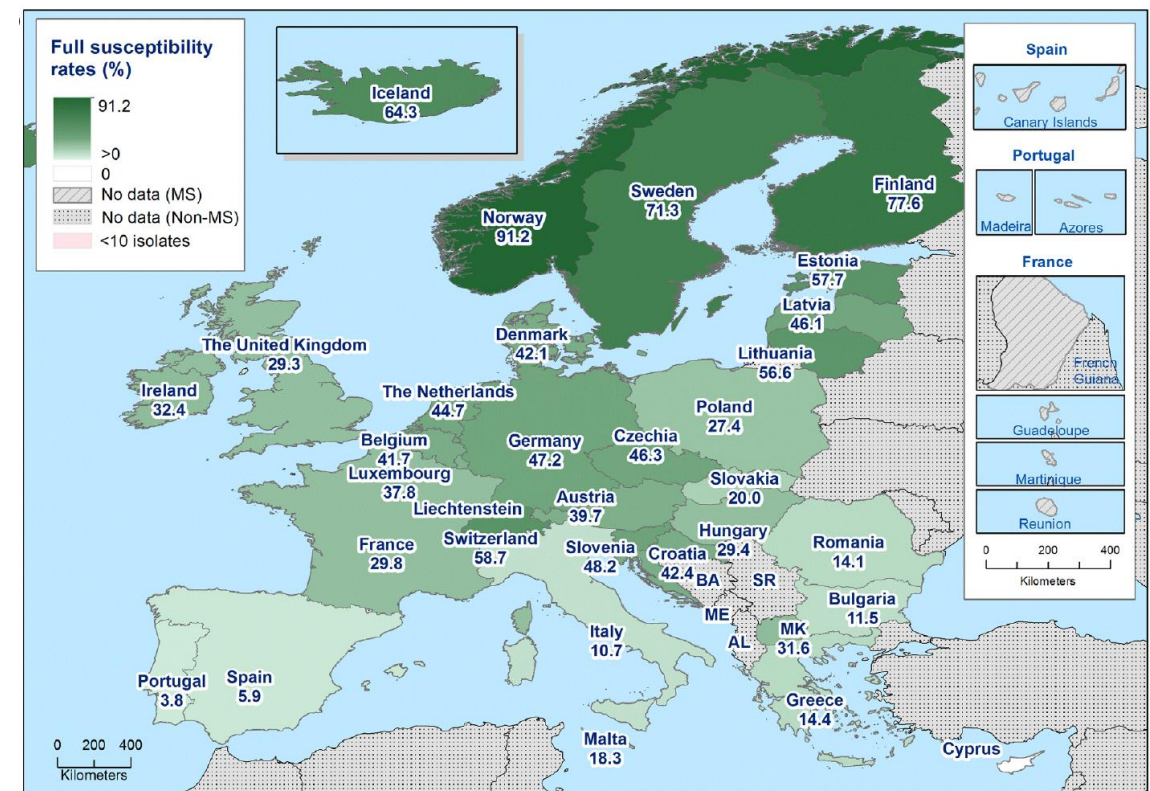 Full susceptibility
rates (%)
91.2
>0
0
No data (MS)
No data (Non-MS)
<10 isolates
Iceland
64.3
Norway
91.2
Sweden
71.3
Finland
77.6
Estonia
57.7
Latvia
46.1
Lithuania
56.6
Denmark
42.1
The United Kingdom
29.3
Ireland
32.4
The Netherlands
44.7
Belgium
41.7
Luxembourg
37.8
Germany
47.2
Poland
27.4
Czechia
46.3
Slovakia
20.0
Austria
39.7
Liechtenstein
Switzerland
58.7
France
29.8
Slovenia
48.2
Croatia
42.4
Hungary
29.4
Romania
14.1
Bulgaria
11.5
BA
SR
ME
AL
MK
31.6
Italy
10.7
Portugal
3.8
Spain
5.9
Greece
14.4
Malta
18.3
Cyprus
0 200 400
Kilometers
Spain
Canary Islands
Portugal
Madeira
Azores
France
French
Guiana
Guadeloupe
Martinique
Reunion
0 200 400
Kilometers